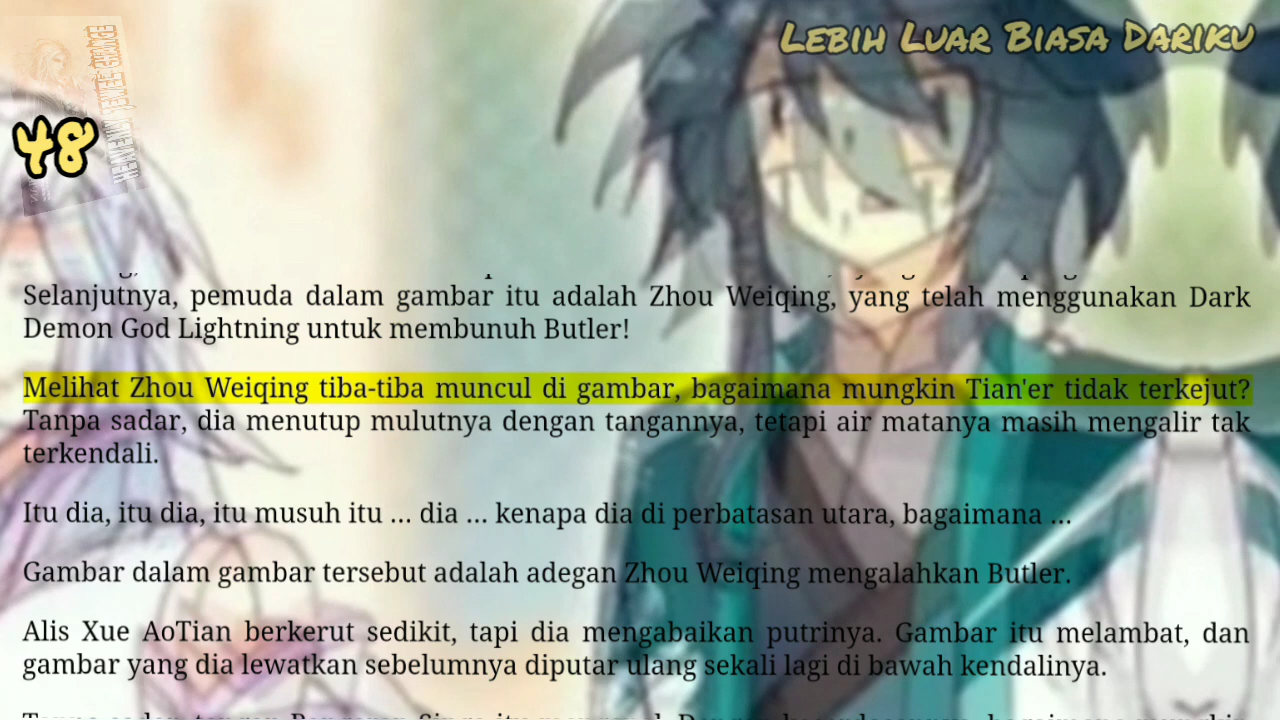 Lebih Luar Biasa Dariku
HEAVENLY JEWEL CHANGE
48
Selanjutnya, pemuda dalam gambar itu adalah Zhou Weiqing, yang telah menggunakan Dark
Demon God Lightning untuk membunuh Butler!
Melihat Zhou Weiqing tiba-tiba muncul di gambar, bagaimana mungkin Tian'er tidak terkejut?
Tanpa sadar, dia menutup mulutnya dengan tangannya, tetapi air matanya masih mengalir tak
terkendali.
Itu dia, itu dia, itu musuh itu ... dia ... kenapa dia di perbatasan utara, bagaimana ...
Gambar dalam gambar tersebut adalah adegan Zhou Weiqing mengalahkan Butler.
Alis Xue AoTian berkerut sedikit, tapi dia mengabaikan putrinya. Gambar itu melambat, dan
gambar yang dia lewatkan sebelumnya diputar ulang sekali lagi di bawah kendalinya.